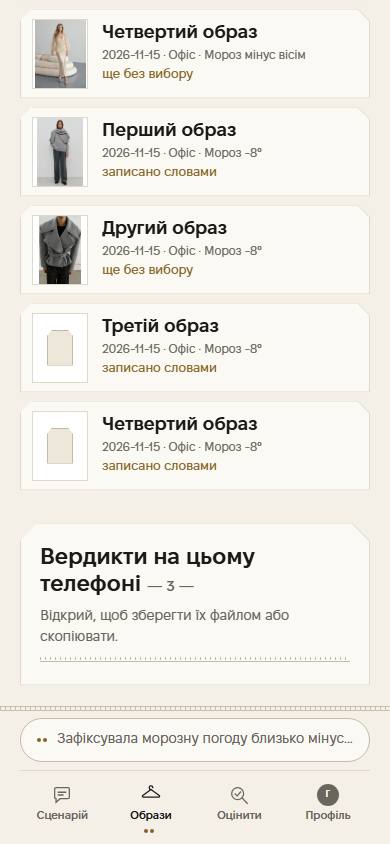 Четвертий образ
2026-11-15 · Офіс · Мороз мінус вісім
ще без вибору
Перший образ
2026-11-15 · Офіс · Мороз -8°
записано словами
Другий образ
2026-11-15 · Офіс · Мороз -8°
ще без вибору
Третій образ
2026-11-15 · Офіс · Мороз -8°
записано словами
Четвертий образ
2026-11-15 · Офіс · Мороз -8°
записано словами
Вердикти на цьому
телефоні — 3 —
Відкрий, щоб зберегти їх файлом або
скопіювати.
Зафіксувала морозну погоду близько мінус...
Сценарій
Образи
Оцінити
Г
Профіль